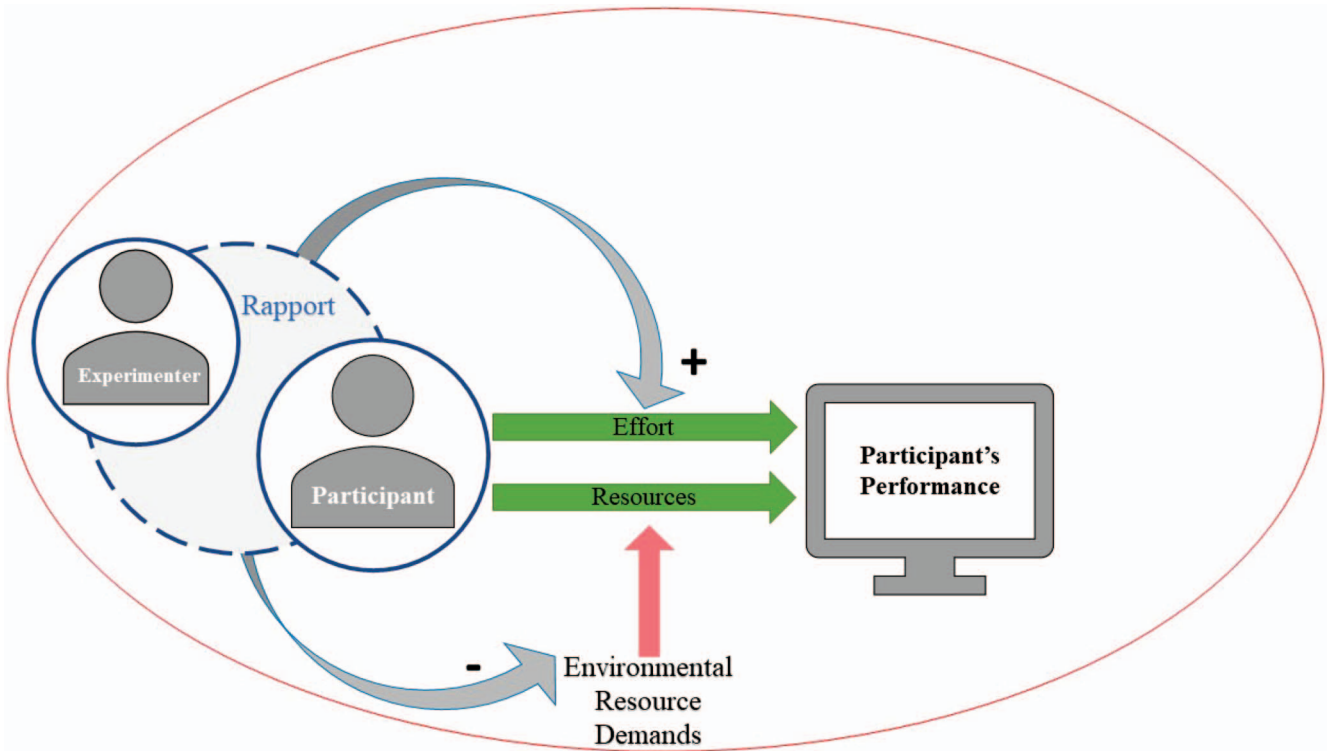 Rapport
Experimenter
Participant
+
Effort
Resources
Participant's
Performance
-
Environmental
Resource
Demands